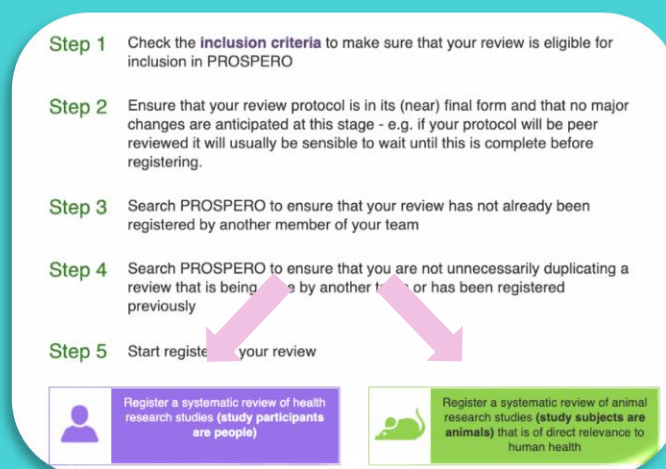 Step 1 Check the inclusion criteria to make sure that your review is eligible for
inclusion in PROSPERO
Step 2 Ensure that your review protocol is in its (near) final form and that no major
changes are anticipated at this stage - e.g. if your protocol will be peer
reviewed it will usually be sensible to wait until this is complete before
registering.
Step 3 Search PROSPERO to ensure that your review has not already been
registered by another member of your team
Step 4 Search PROSPERO to ensure that you are not unnecessarily duplicating a
review that is being by another or has been registered
previously
Step 5 Start your review
Register a systematic review of health
research studies (study participants
are people)
Register a systematic review of animal
research studies (study subjects are
animals) that is of direct relevance to
human health